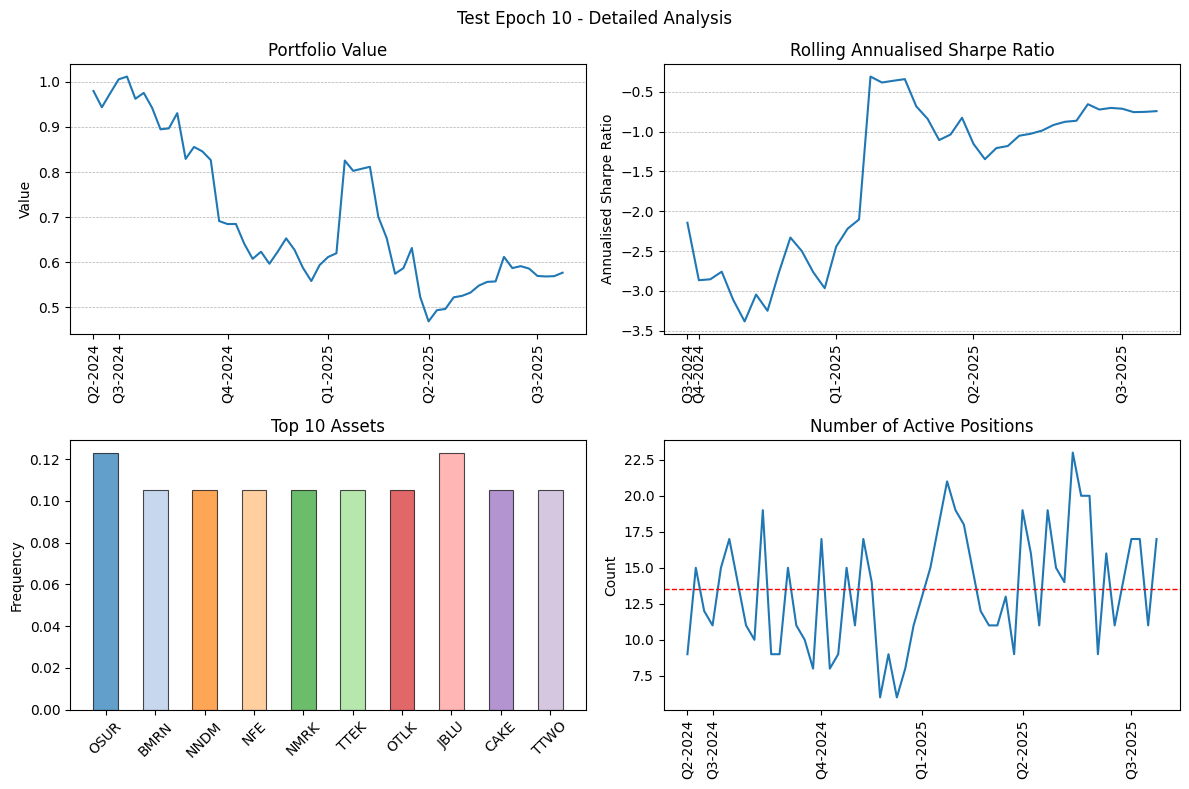 Test Epoch 10 - Detailed Analysis
Portfolio Value
Value
1.0
0.9
0.8
0.7
0.6
0.5
Q2-2024
Q3-2024
Q4-2024
Q1-2025
Q2-2025
Q3-2025
Rolling Annualised Sharpe Ratio
Annualised Sharpe Ratio
−0.5
−1.0
−1.5
−2.0
−2.5
−3.0
−3.5
Q3-2024
Q4-2024
Q1-2025
Q2-2025
Q3-2025
Top 10 Assets
Frequency
0.12
0.10
0.08
0.06
0.04
0.02
0.00
OSUR
BMRN
NNDM
NFE
NMRK
TTEK
OTLK
JBLU
CAKE
TTWO
Number of Active Positions
Count
22.5
20.0
17.5
15.0
12.5
10.0
7.5
Q2-2024
Q3-2024
Q4-2024
Q1-2025
Q2-2025
Q3-2025